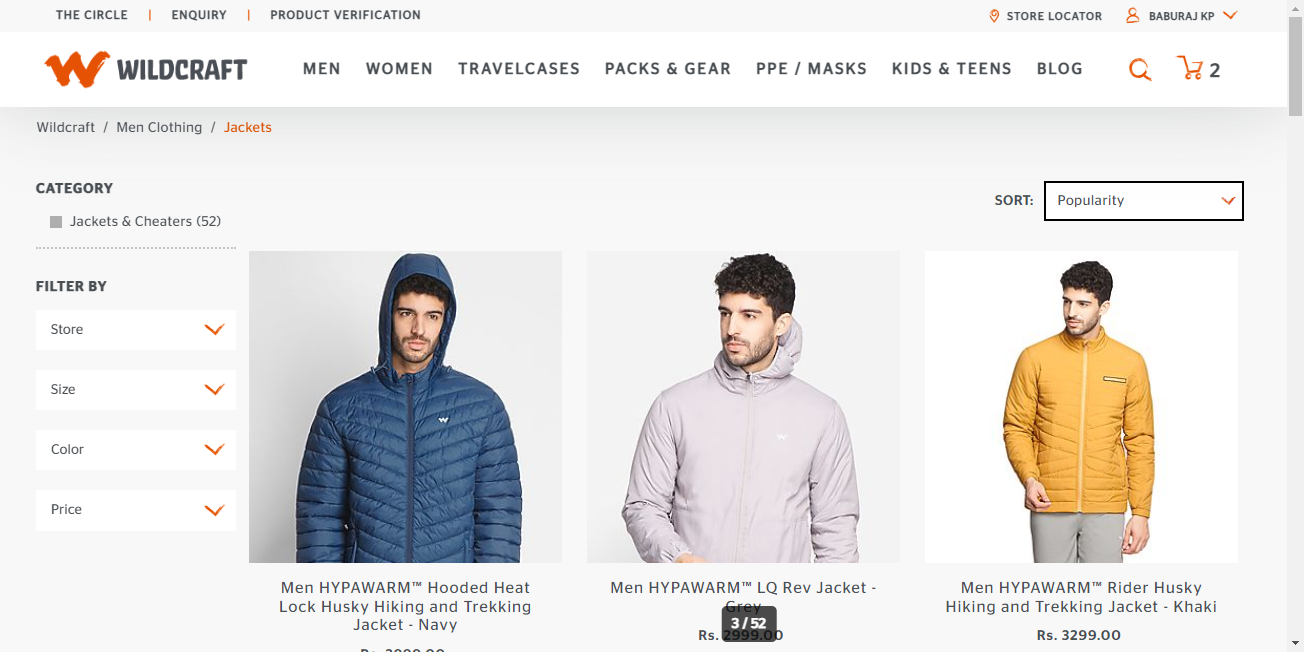 THE CIRCLE | ENQUIRY | PRODUCT VERIFICATION
STORE LOCATOR BABURAJ KP
WILDCRAFT
MEN WOMEN TRAVELCASES PACKS & GEAR PPE / MASKS KIDS & TEENS BLOG
2
Wildcraft / Men Clothing / Jackets
CATEGORY
Jackets & Cheaters (52)
SORT: Popularity
FILTER BY
Store
Size
Color
Price
Men HYPAWARM™ Hooded Heat
Lock Husky Hiking and Trekking
Jacket - Navy
Men HYPAWARM™ LQ Rev Jacket -
Grey
Rs. 2999.00
3 / 52
Men HYPAWARM™ Rider Husky
Hiking and Trekking Jacket - Khaki
Rs. 3299.00